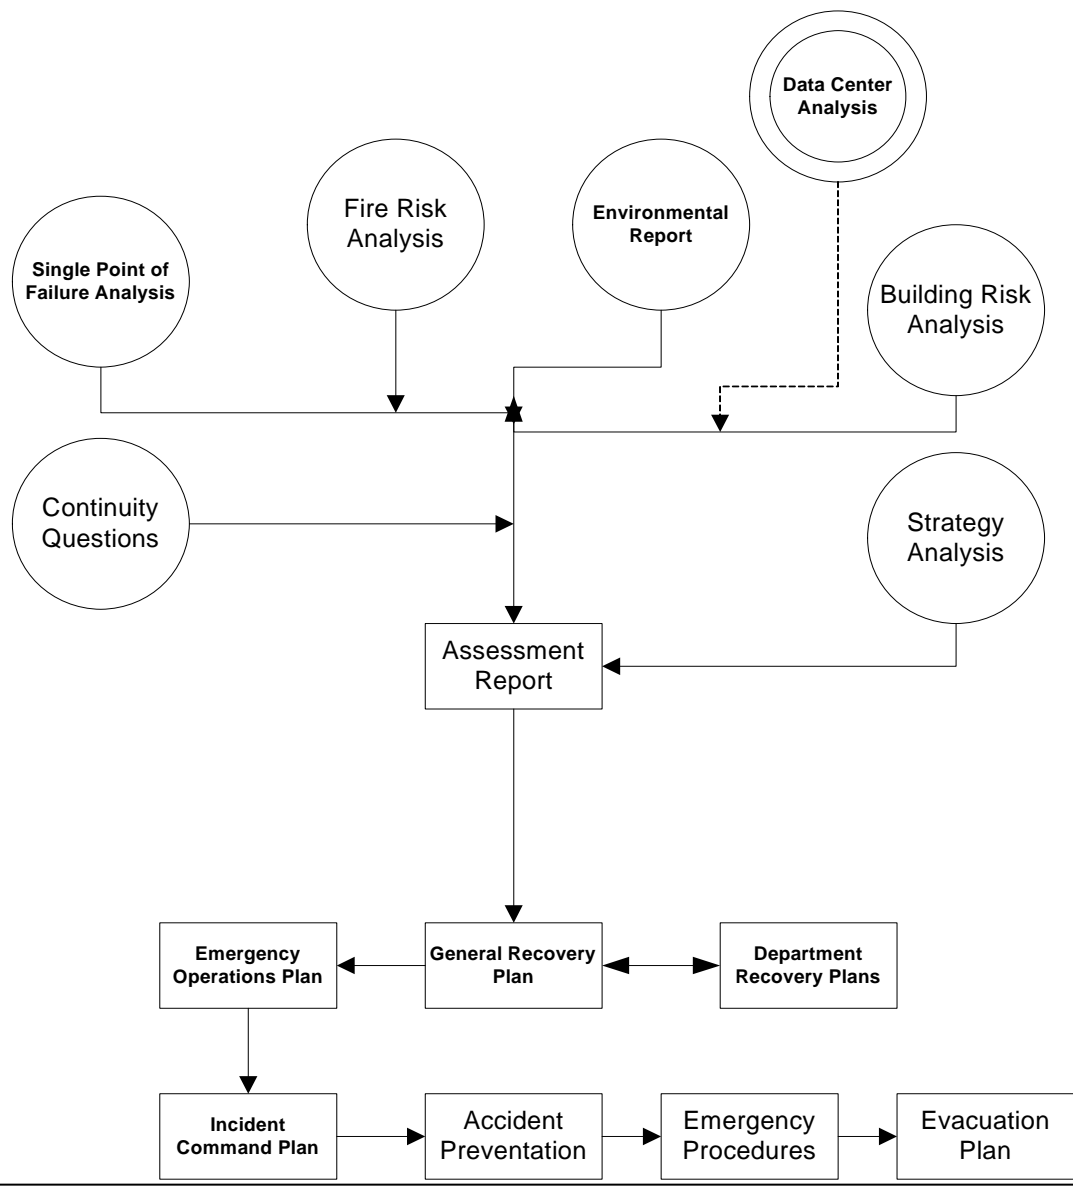 Data Center
Analysis
Fire Risk
Analysis
Environmental
Report
Single Point of
Failure Analysis
Building Risk
Analysis
Continuity
Questions
Strategy
Analysis
Assessment
Report
Emergency
Operations Plan
General Recovery
Plan
Department
Recovery Plans
Incident
Command Plan
Accident
Preventation
Emergency
Procedures
Evacuation
Plan